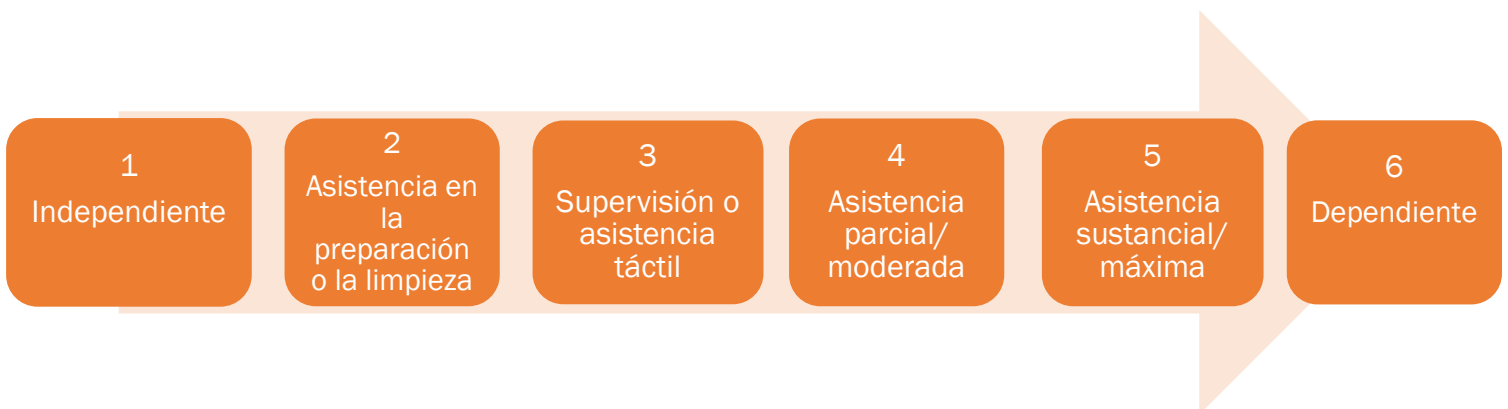 1
Independiente
2
Asistencia en
la
preparación
o la limpieza
3
Supervisión o
asistencia
táctil
4
Asistencia
parcial/
moderada
5
Asistencia
sustancial/
máxima
6
Dependiente